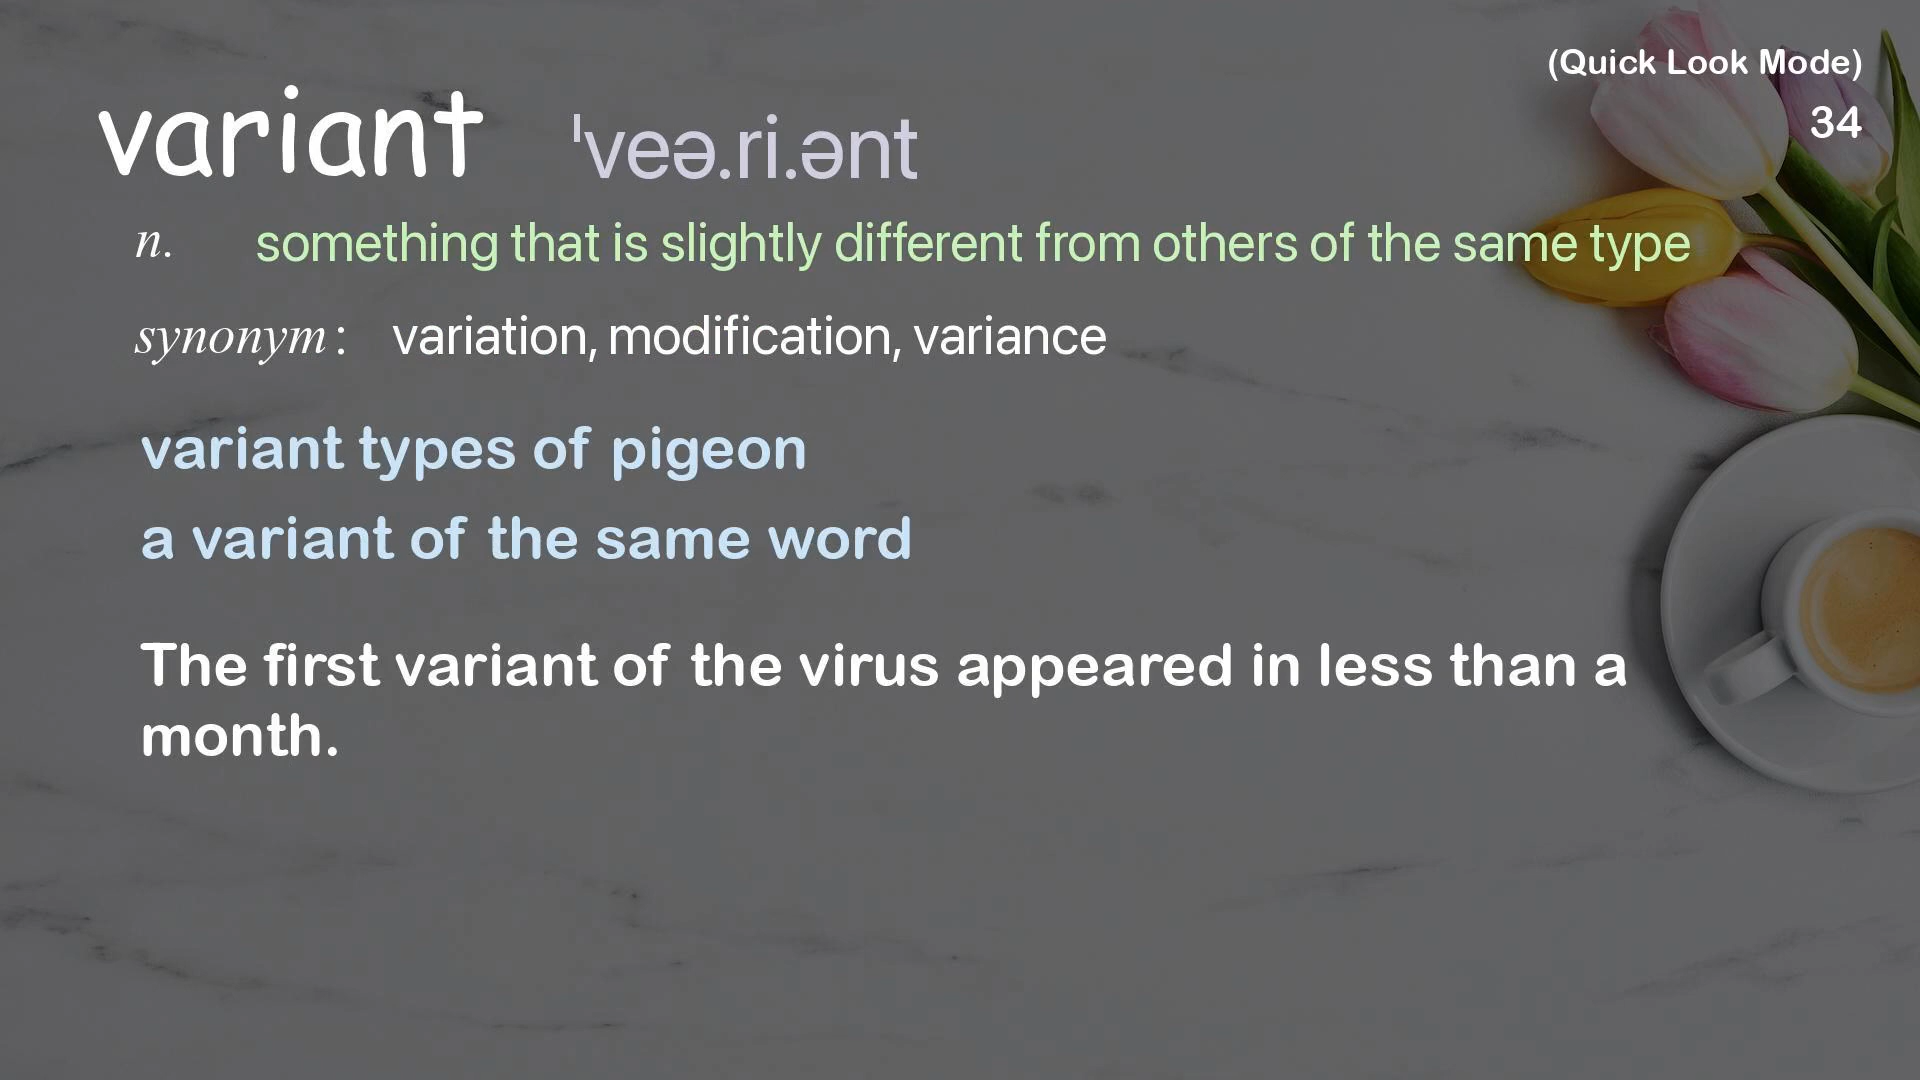 (Quick Look Mode)
34
variant ˈveə.ri.ənt
n. something that is slightly different from others of the same type
synonym : variation, modification, variance
variant types of pigeon
a variant of the same word
The first variant of the virus appeared in less than a
month.